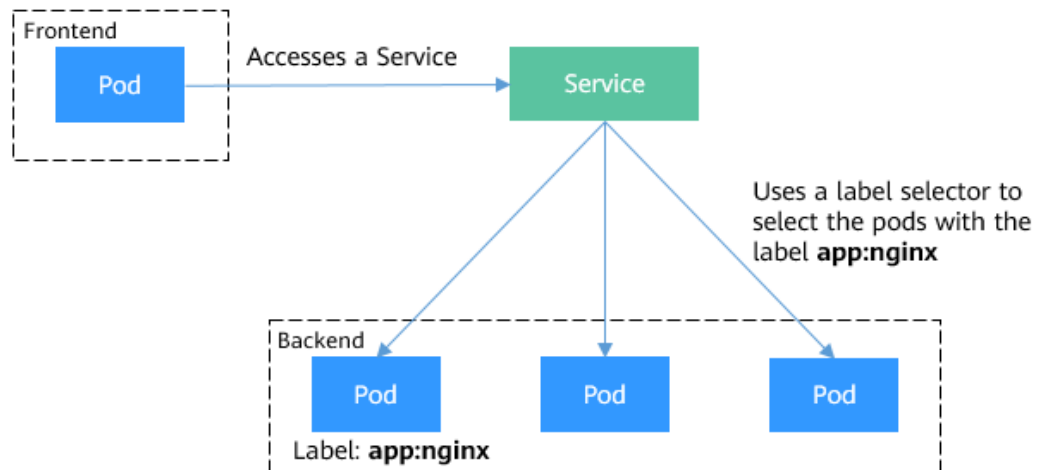 Frontend
Pod
Accesses a Service
Service
Uses a label selector to
select the pods with the
label app:nginx
Backend
Pod
Pod
Pod
Label: app:nginx